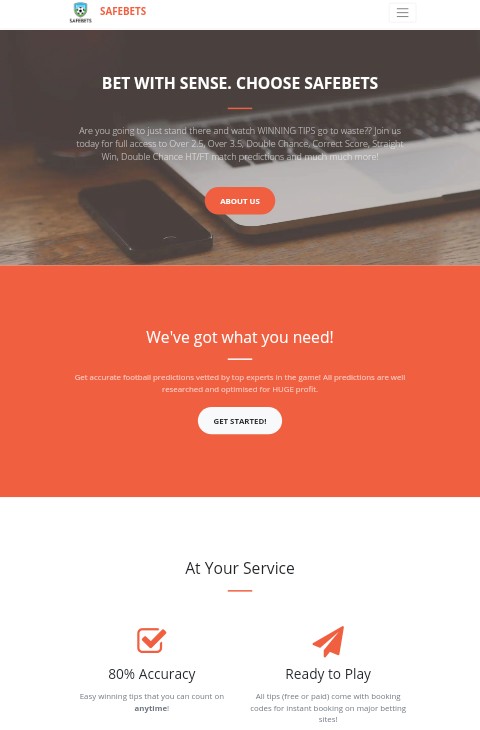 SAFEBETS
SAFEBETS
BET WITH SENSE. CHOOSE SAFEBETS
Are you going to just stand there and watch WINNING TIPS go to waste?? Join us
today for full access to Over 2.5, Over 3.5, Double Chance, Correct Score, Straight
Win, Double Chance HT/FT match predictions and much much more!
ABOUT US
We've got what you need!
Get accurate football predictions vetted by top experts in the game! All predictions are well
researched and optimised for HUGE profit.
GET STARTED!
At Your Service
80% Accuracy
Easy winning tips that you can count on
anytime!
Ready to Play
All tips (free or paid) come with booking
codes for instant booking on major betting
sites!